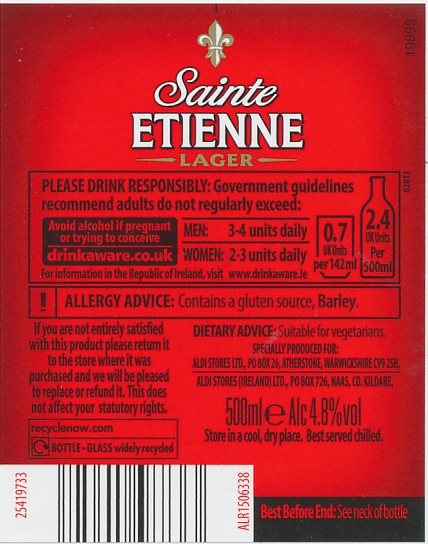 19893
Sainte
ETIENNE
LAGER
62813
PLEASE DRINK RESPONSIBLY: Government guidelines
recommend adults do not regularly exceed:
Avoid alcohol if pregnant
or trying to conceive
drinkaware.co.uk
MEN: 3-4 units daily
WOMEN: 2-3 units daily
For information in the Republic of Ireland, visit www.drinkaware.ie
0.7
UK Units
per 142ml
2.4
UK Units
Per
500ml
! ALLERGY ADVICE: Contains a gluten source, Barley.
If you are not entirely satisfied
with this product please return it
to the store where it was
purchased and we will be pleased
to replace or refund it. This does
not affect your statutory rights.
recyclenow.com
BOTTLE • GLASS widely recycled
DIETARY ADVICE: Suitable for vegetarians.
SPECIALLY PRODUCED FOR:
ALDI STORES LTD., PO BOX 26, ATHERSTONE, WARWICKSHIRE CV9 2SH.
ALDI STORES (IRELAND) LTD., PO BOX 726, NAAS, CO. KILDARE.
500ml e Alc 4.8%vol
Store in a cool, dry place. Best served chilled.
25419733
ALR1506338
Best Before End: See neck of bottle